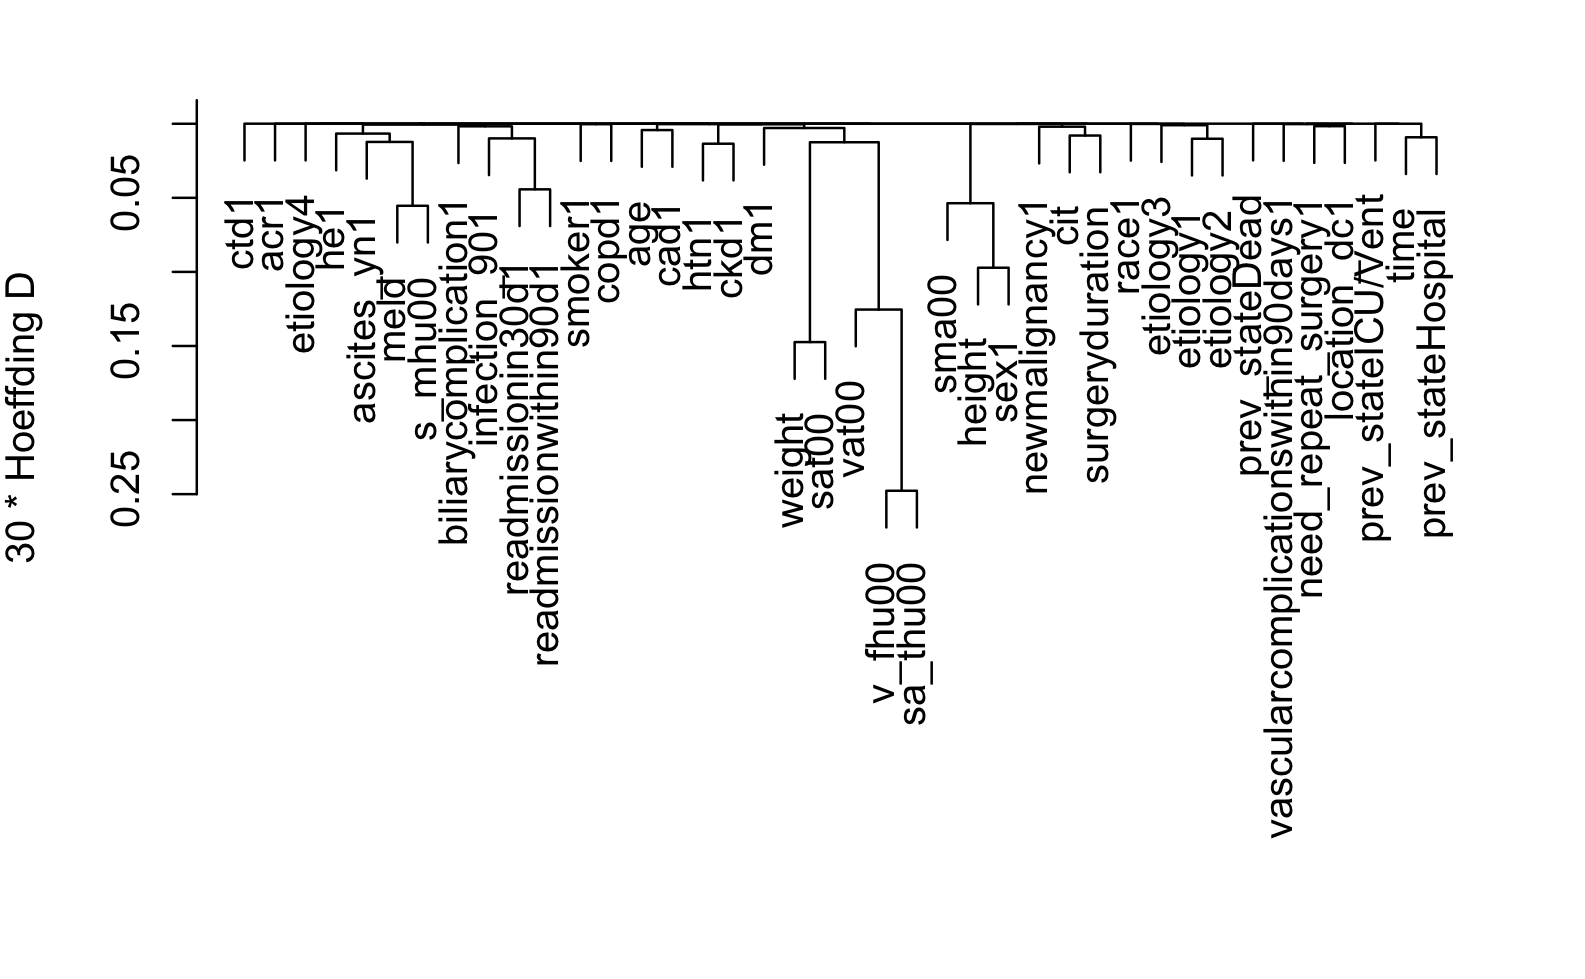 30 * Hoeffding D
0.05
0.15
0.25
ctd1
acr1
etiology4
he1
ascites_yn1
meld
s_mhu00
biliarycomplication1
infection_901
readmissionin30d1
readmissionwithin90d1
smoker1
copd1
age
cad1
htn1
ckd1
dm1
weight
sat00
vat00
v_fhu00
sa_thu00
sma00
height
sex1
newmalignancy1
cit
surgeryduration
race1
etiology3
etiology1
etiology2
prev_stateDead
vascularcomplicationswithin90days1
need_repeat_surgery1
location_dc1
prev_stateICU/Vent
time
prev_stateHospital